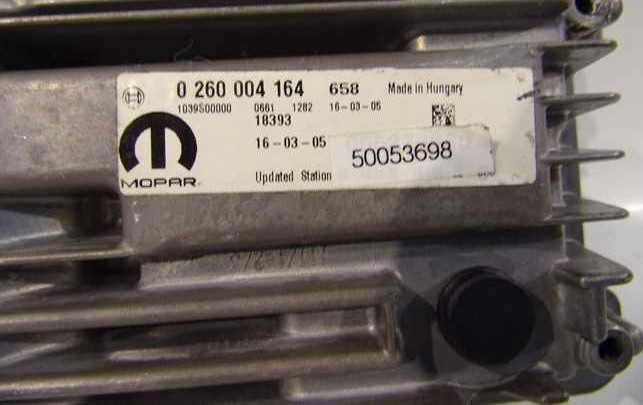 0 260 004 164 658 Made in Hungary
1039S00000 0661 1282 16-03-05
18393
16-03-05
50053698
MOPAR
Updated Station